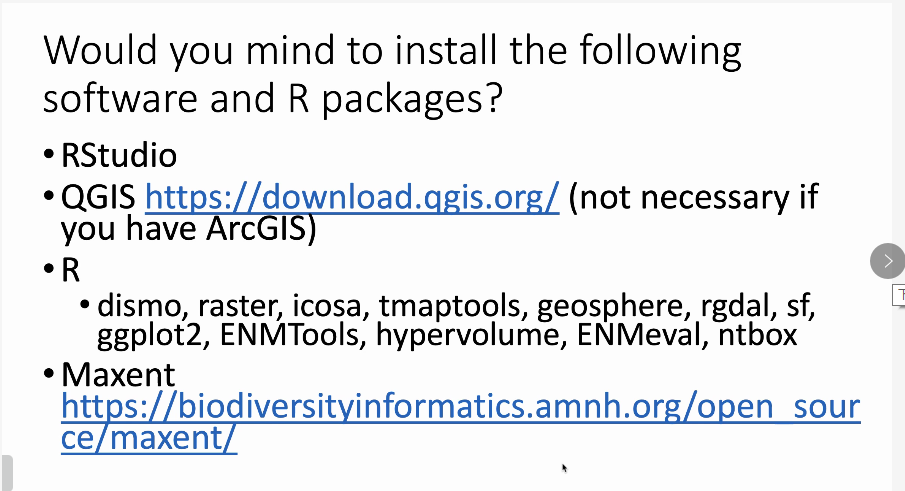 Would you mind to install the following
software and R packages?
• RStudio
• QGIS https://download.qgis.org/ (not necessary if
you have ArcGIS)
• R
• dismo, raster, icosa, tmaptools, geosphere, rgdal, sf,
ggplot2, ENMTools, hypervolume, ENMeval, ntbox
• Maxent
https://biodiversityinformatics.amnh.org/open_sour
ce/maxent/